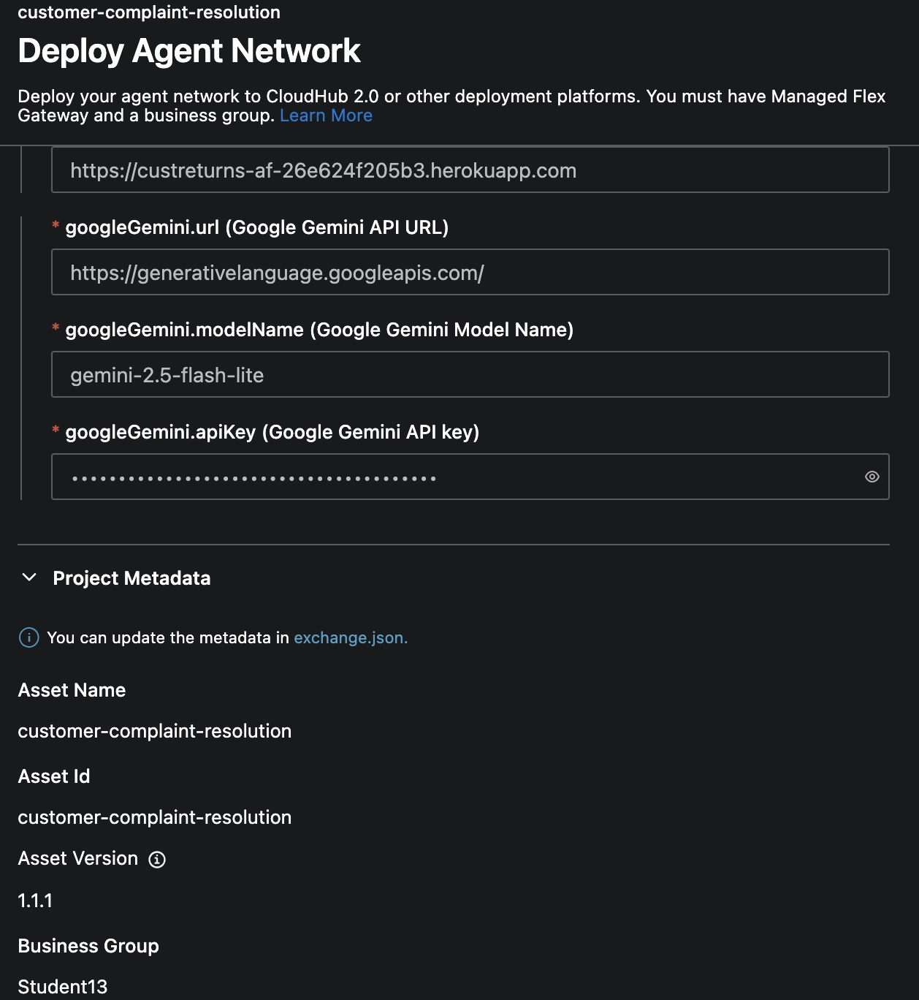 customer-complaint-resolution
Deploy Agent Network
Deploy your agent network to CloudHub 2.0 or other deployment platforms. You must have Managed Flex
Gateway and a business group. Learn More
https://custreturns-af-26e624f205b3.herokuapp.com
* googleGemini.url (Google Gemini API URL)
https://generativelanguage.googleapis.com/
* googleGemini.modelName (Google Gemini Model Name)
gemini-2.5-flash-lite
* googleGemini.apiKey (Google Gemini API key)
•••••••••••••••••••••••••••••••••••••••
Project Metadata
You can update the metadata in exchange.json.
Asset Name
customer-complaint-resolution
Asset Id
customer-complaint-resolution
Asset Version
1.1.1
Business Group
Student13